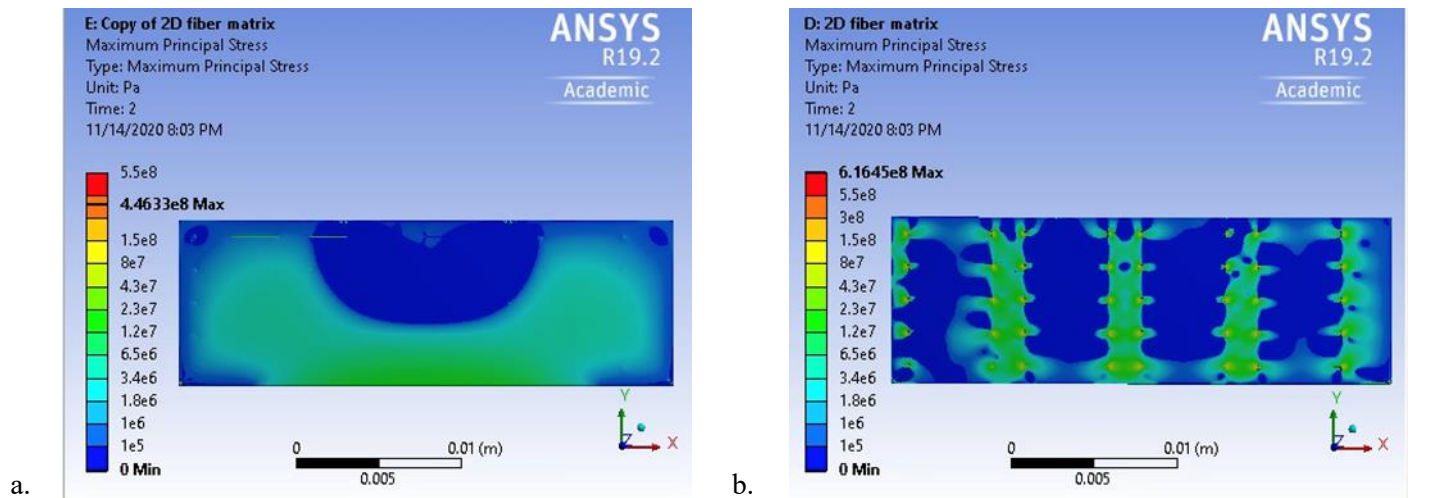 E: Copy of 2D fiber matrix
Maximum Principal Stress
Type: Maximum Principal Stress
Unit: Pa
Time: 2
11/14/2020 8:03 PM
ANSYS
R19.2
Academic
5.5e8
4.4633e8 Max
1.5e8
8e7
4.3e7
2.3e7
1.2e7
6.5e6
3.4e6
1.8e6
1e6
1e5
0 Min
0
0.01 (m)
0.005
Y
Z
X
a.
D: 2D fiber matrix
Maximum Principal Stress
Type: Maximum Principal Stress
Unit: Pa
Time: 2
11/14/2020 8:03 PM
ANSYS
R19.2
Academic
6.1645e8 Max
5.5e8
3e8
1.5e8
8e7
4.3e7
2.3e7
1.2e7
6.5e6
3.4e6
1.8e6
1e6
1e5
0 Min
0
0.01 (m)
0.005
Y
Z
X
b.